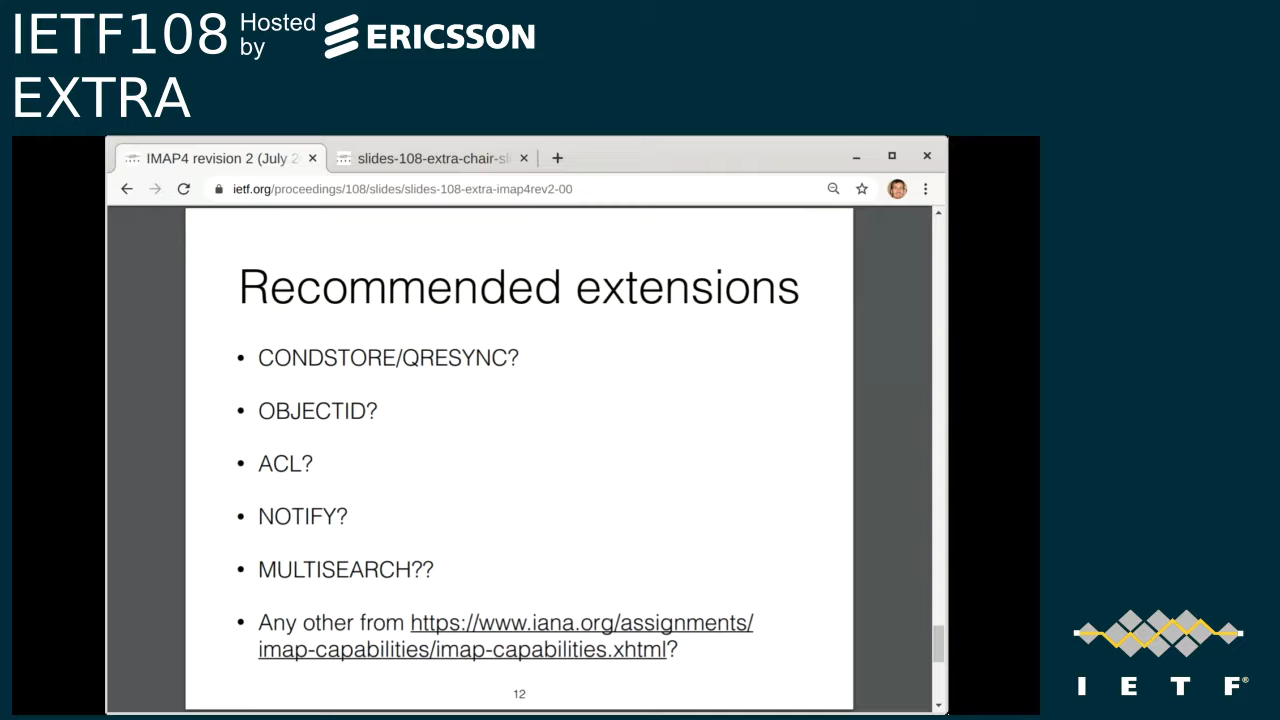 IETF108 Hosted by ERICSSON
EXTRA
IMAP4 revision 2 (July 2
slides-108-extra-chair-sl
ietf.org/proceedings/108/slides/slides-108-extra-imap4rev2-00
Recommended extensions
• CONDSTORE/QRESYNC?
• OBJECTID?
• ACL?
• NOTIFY?
• MULTISEARCH??
• Any other from https://www.iana.org/assignments/
imap-capabilities/imap-capabilities.xhtml?
12
I E T F®